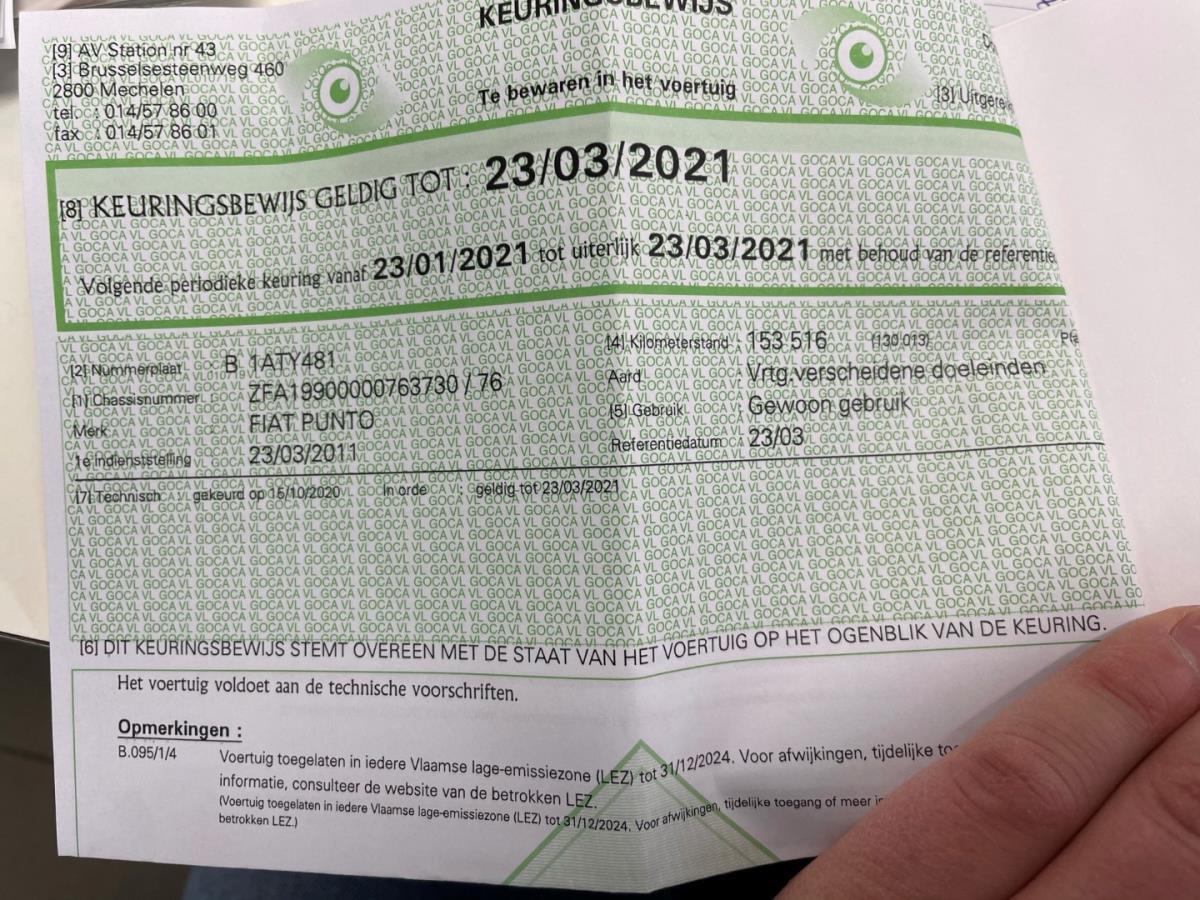 KEURINGSBEWIJS
[9] AV Station nr 43
[3] Brusselsesteenweg 460
2800 Mechelen
tel. : 014/57 86 00
fax : 014/57 86 01
Te bewaren in het voertuig
[3] Uitgere
[8] KEURINGSBEWIJS GELDIG TOT : 23/03/2021
Volgende periodieke keuring vanaf 23/01/2021 tot uiterlijk 23/03/2021 met behoud van de referentie
[2] Nummerplaat : B 1ATY481
[1] Chassisnummer ZFA19900000763730 / 76
Merk FIAT PUNTO
1e indienststelling 23/03/2011
[4] Kilometerstand : 153 516 (130 013)
Aard : Vrtg.verscheidene doeleinden
[5] Gebruik : Gewoon gebruik
Referentiedatum : 23/03
[7] Technisch gekeurd op 15/10/2020 In orde : geldig tot 23/03/2021
[6] DIT KEURINGSBEWIJS STEMT OVEREEN MET DE STAAT VAN HET VOERTUIG OP HET OGENBLIK VAN DE KEURING.
Het voertuig voldoet aan de technische voorschriften.
Opmerkingen :
B.095/1/4 Voertuig toegelaten in iedere Vlaamse lage-emissiezone (LEZ) tot 31/12/2024. Voor afwijkingen, tijdelijke
informatie, consulteer de website van de betrokken LEZ.
(Voertuig toegelaten in iedere Vlaamse lage-emissiezone (LEZ) tot 31/12/2024. Voor afwijkingen, tijdelijke toegang of meer
betrokken LEZ.)